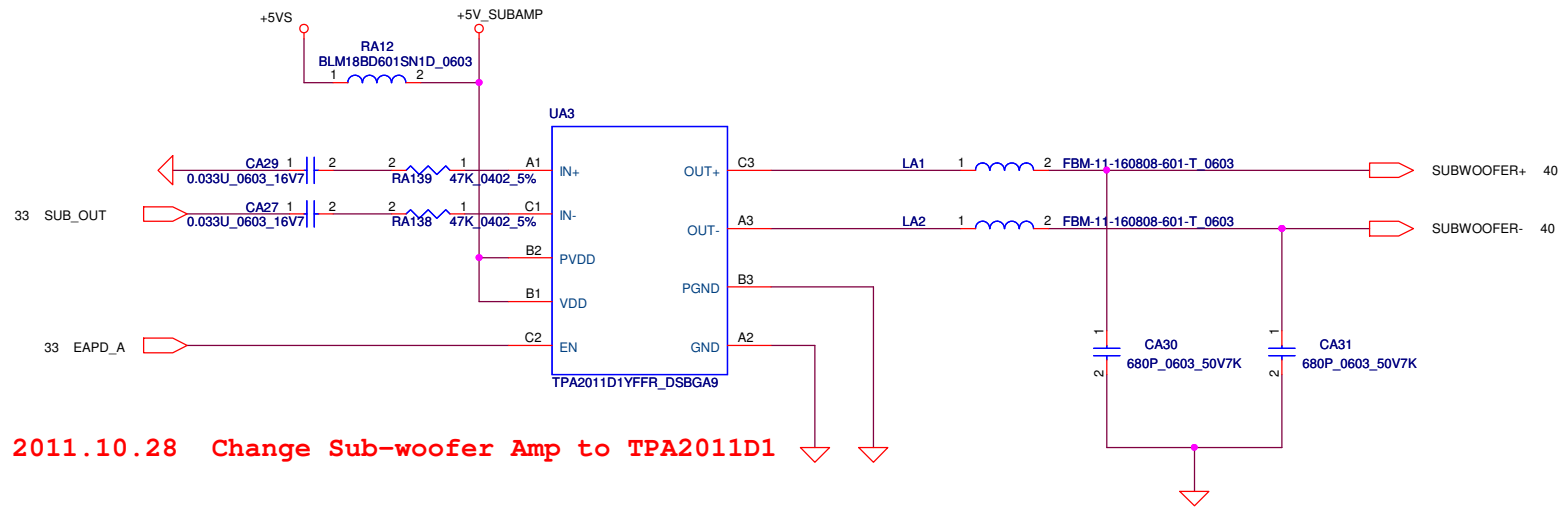 +5VS
+5V_SUBAMP
RA12
BLM18BD601SN1D_0603
1 2
UA3
CA29 1 2 2 1 A1 IN+ OUT+ C3 LA1 1 2 FBM-11-160808-601-T_0603 SUBWOOFER+ 40
0.033U_0603_16V7 RA139 47K_0402_5%
33 SUB_OUT CA27 1 2 2 1 C1 IN- OUT- A3 LA2 1 2 FBM-11-160808-601-T_0603 SUBWOOFER- 40
0.033U_0603_16V7 RA138 47K_0402_5%
B2 PVDD
PGND B3
B1 VDD
33 EAPD_A C2 EN GND A2
1 CA30 1 CA31
2 680P_0603_50V7K 2 680P_0603_50V7K
TPA2011D1YFFR_DSBGA9
2011.10.28 Change Sub-woofer Amp to TPA2011D1